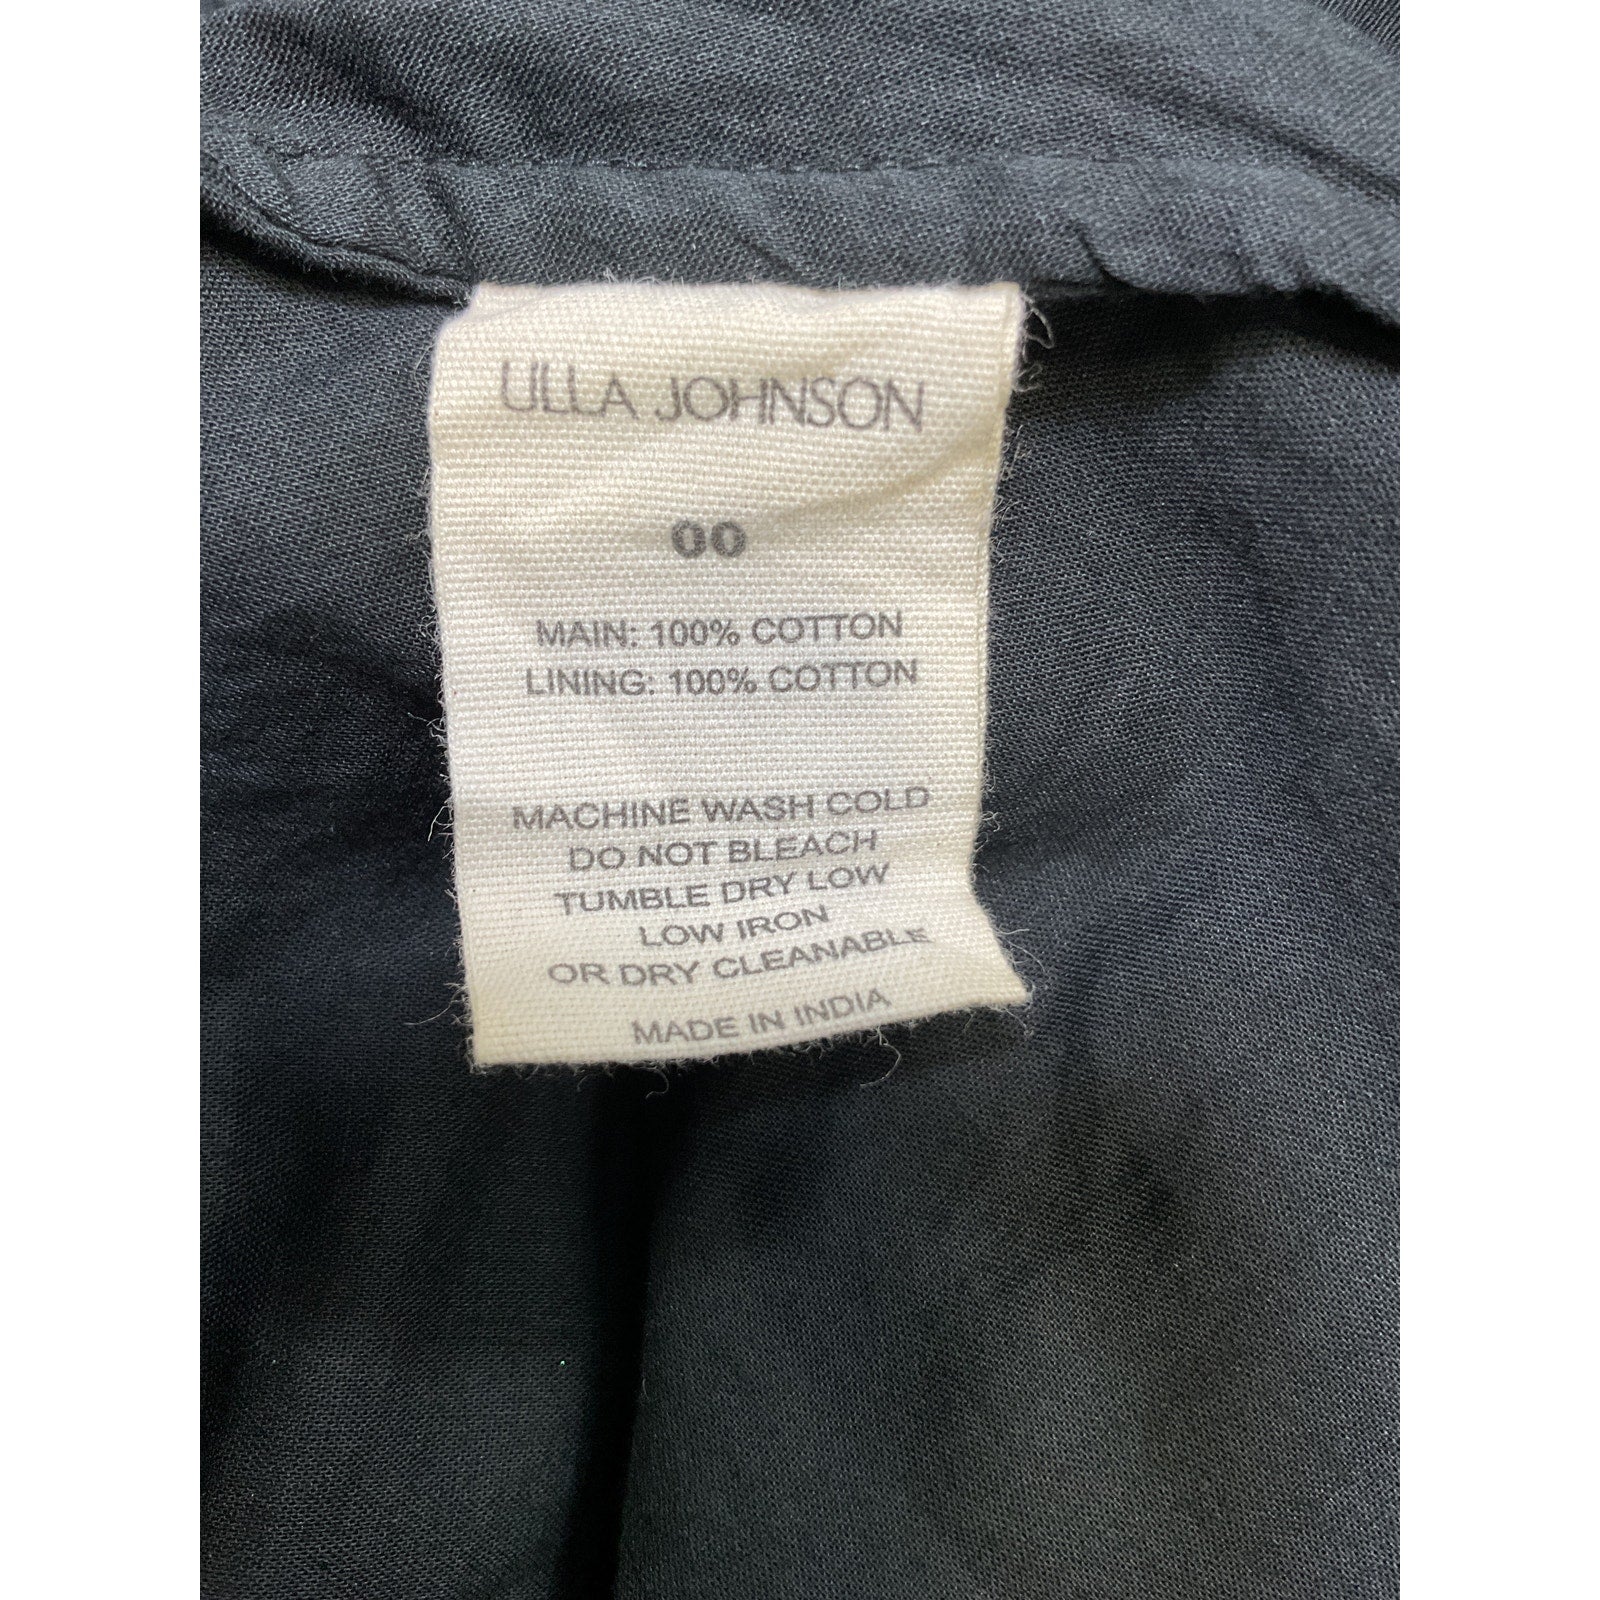 ULLA JOHNSON
00
MAIN: 100% COTTON
LINING: 100% COTTON
MACHINE WASH COLD
DO NOT BLEACH
TUMBLE DRY LOW
LOW IRON
OR DRY CLEANABLE
MADE IN INDIA